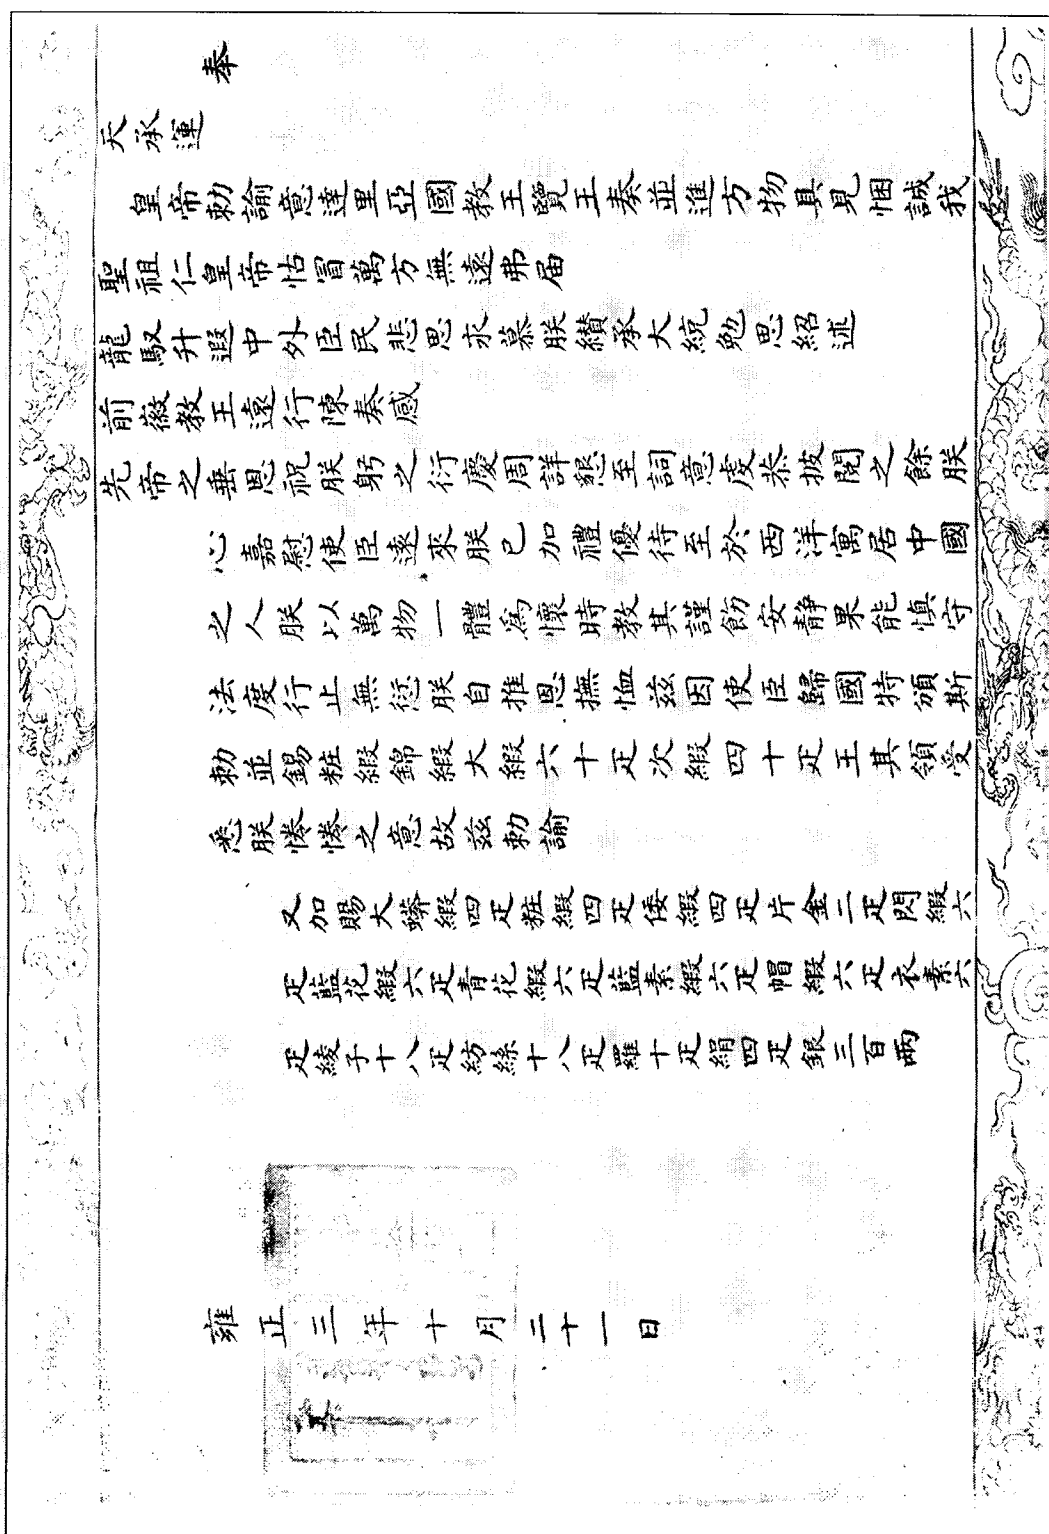 奉
天承運
皇帝勅諭意達里亞國教王覽王奏並進方物具見悃誠我
聖祖仁皇帝怙冒萬方無遠弗届
龍馭升遐中外臣民悲思永慕朕纘承大統勉思紹述
前徽教王遠行陳奏感
先帝之垂恩祝朕躬之衍慶周詳懇至詞意虔恭披閱之餘朕
心嘉慰使臣遠來朕已加禮優待至於西洋寓居中國
之人朕以萬物一體為懷時教其謹飭安靜果能慎守
法度行止無愆朕自推恩撫恤兹因使臣歸國特頒斯
勅並錫粧緞錦緞大緞六十疋次緞四十疋王其領受
悉朕惓惓之意故兹勅諭
又加賜大蟒緞四疋粧緞四疋倭緞四疋片金二疋閃緞六
疋藍花緞六疋青花緞六疋藍素緞六疋帽緞六疋衣素六
疋綾子十八疋紡絲十八疋羅十疋絹四疋銀三百兩
雍正三年十月二十一日